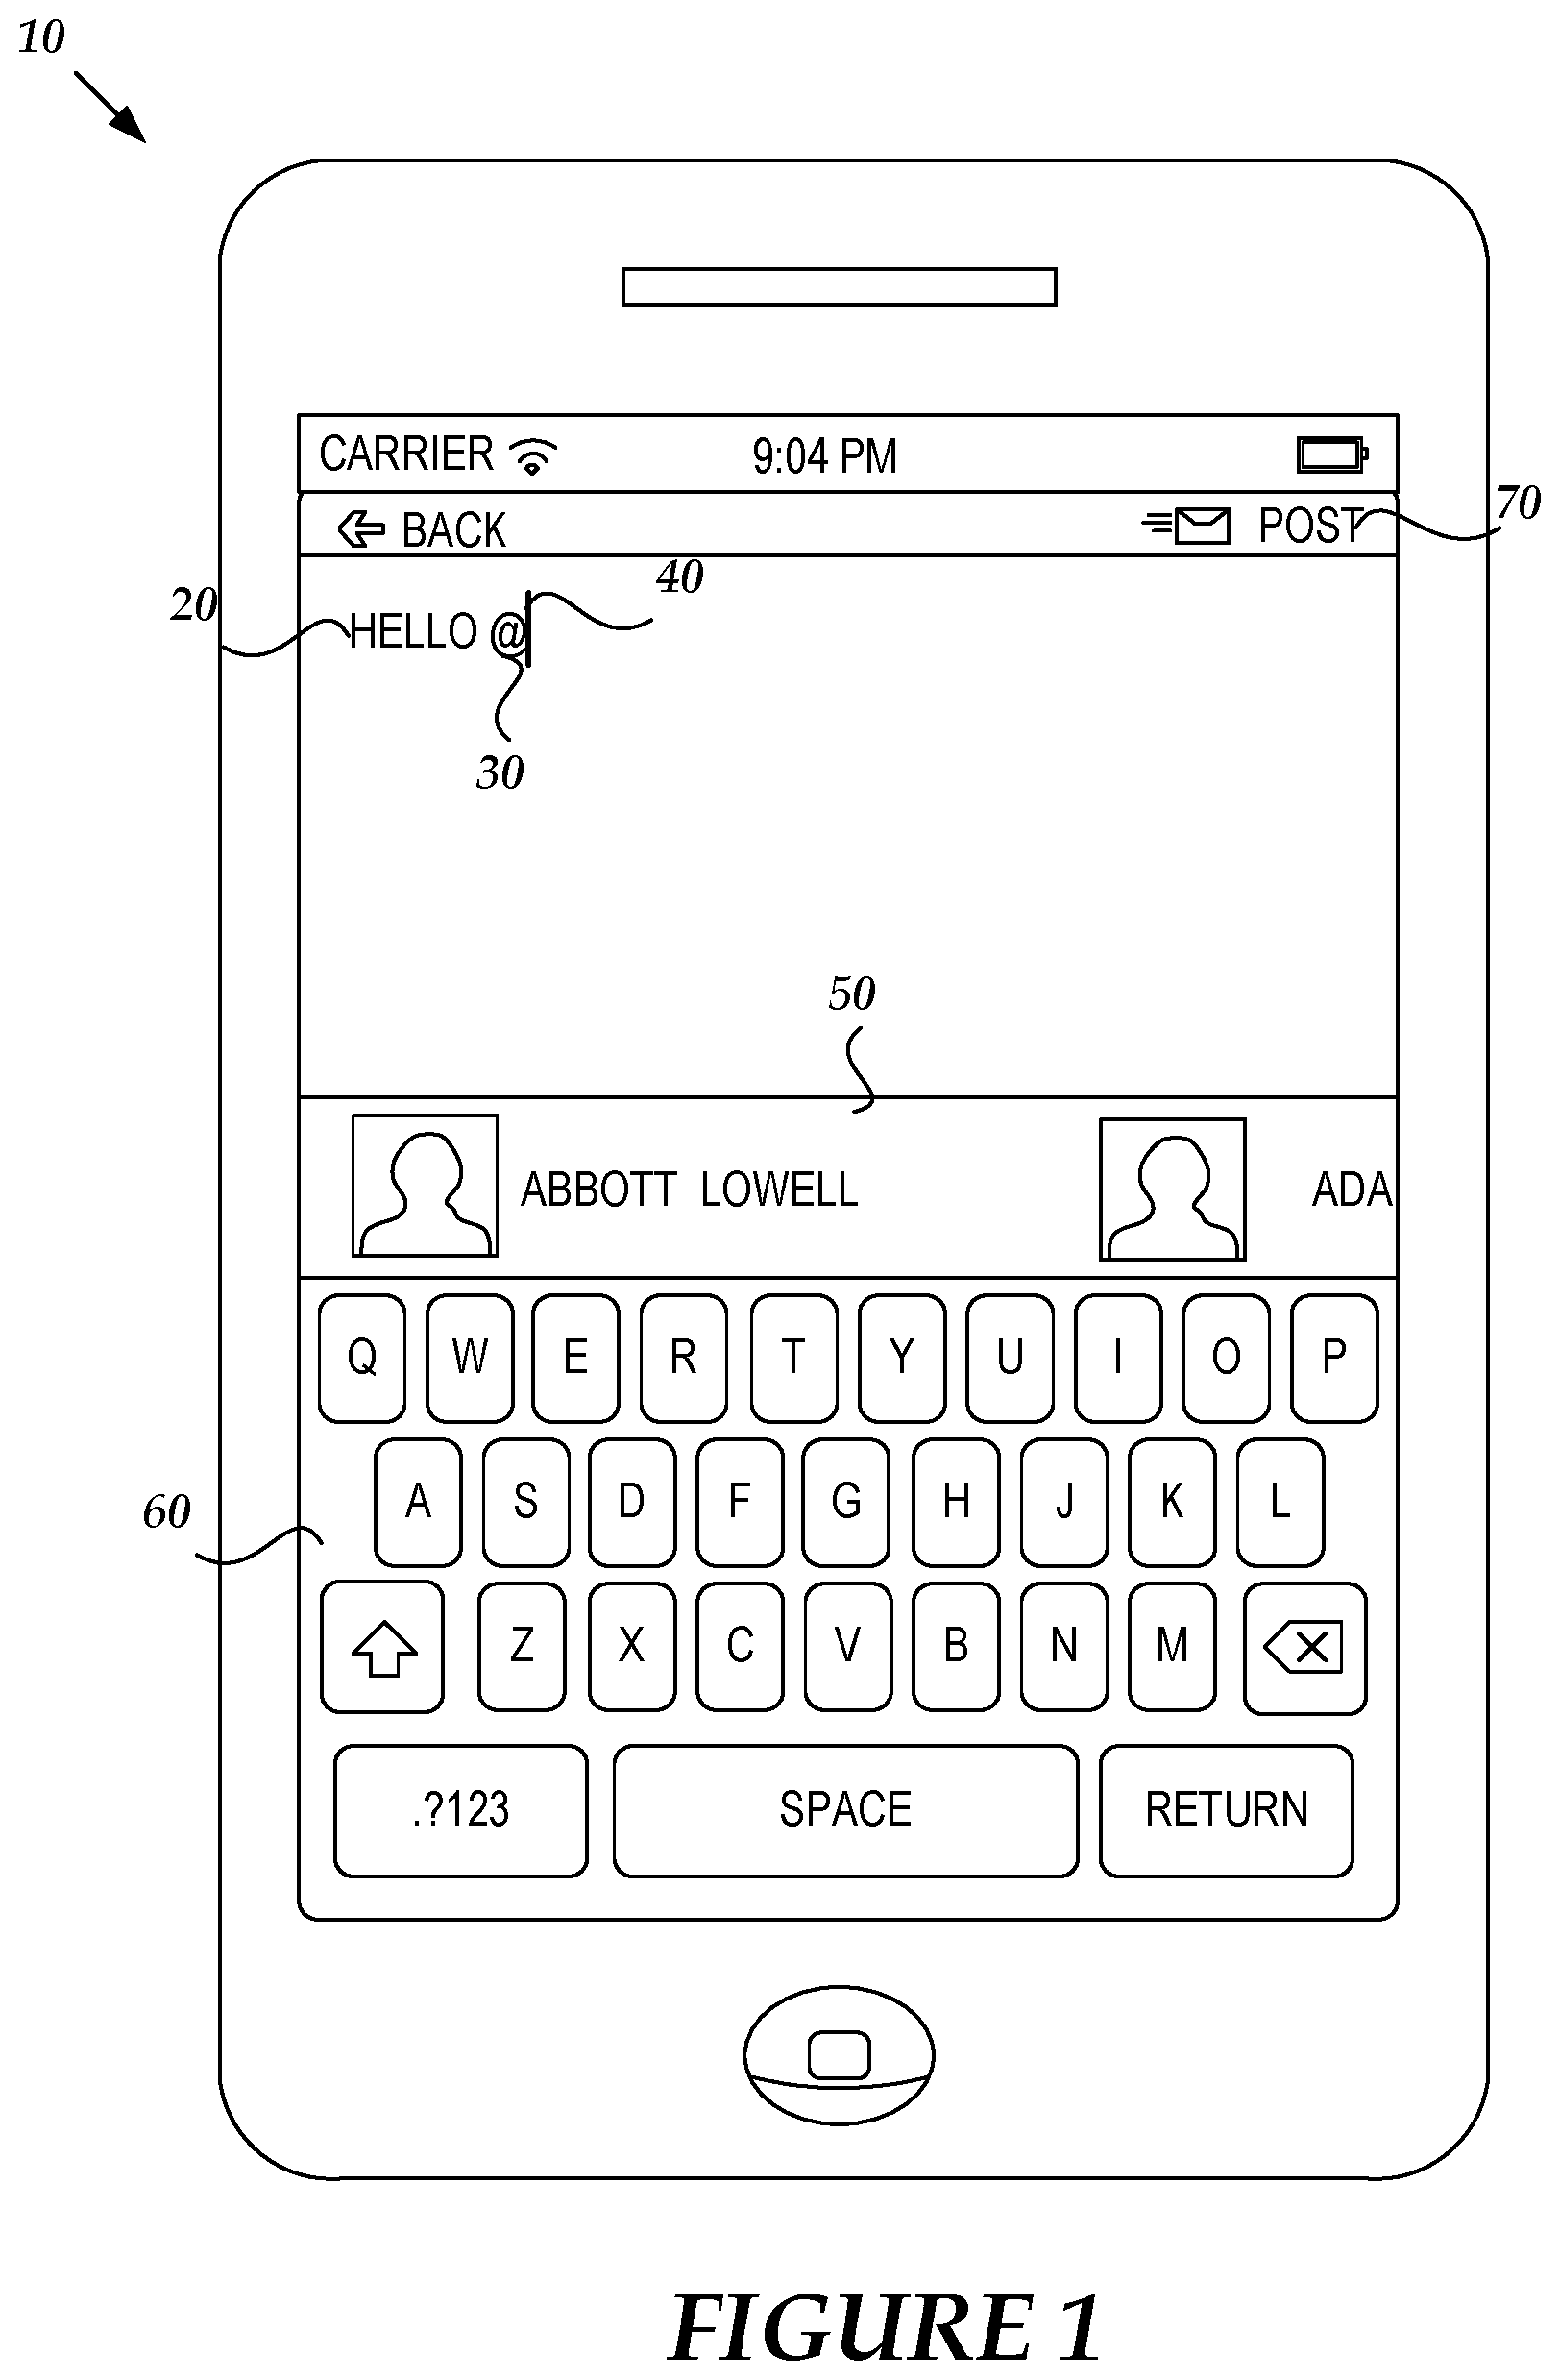 10
CARRIER 9:04 PM
BACK POST 70
20 HELLO @ 40
30
50
ABBOTT LOWELL ADA
Q W E R T Y U I O P
A S D F G H J K L
60
Z X C V B N M
.?123 SPACE RETURN
FIGURE 1